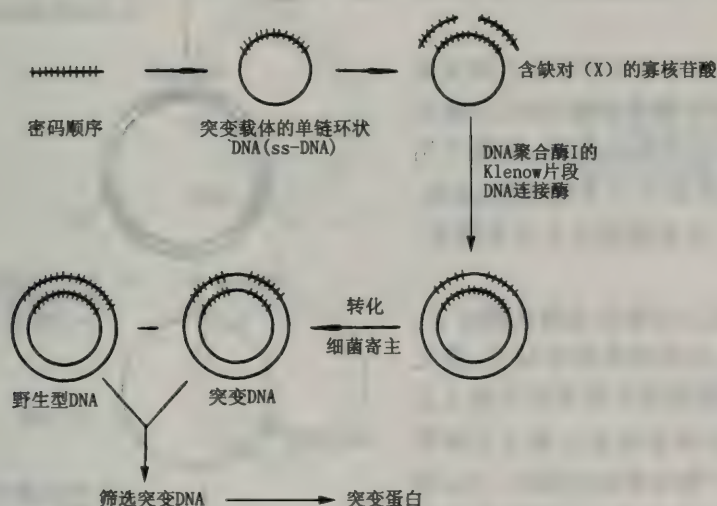 含缺对（X）的寡核苷酸
密码顺序
突变载体的单链环状
DNA(ss-DNA)
DNA聚合酶I的
Klenow片段
DNA连接酶
转化
细菌寄主
野生型DNA
突变DNA
筛选突变DNA
突变蛋白